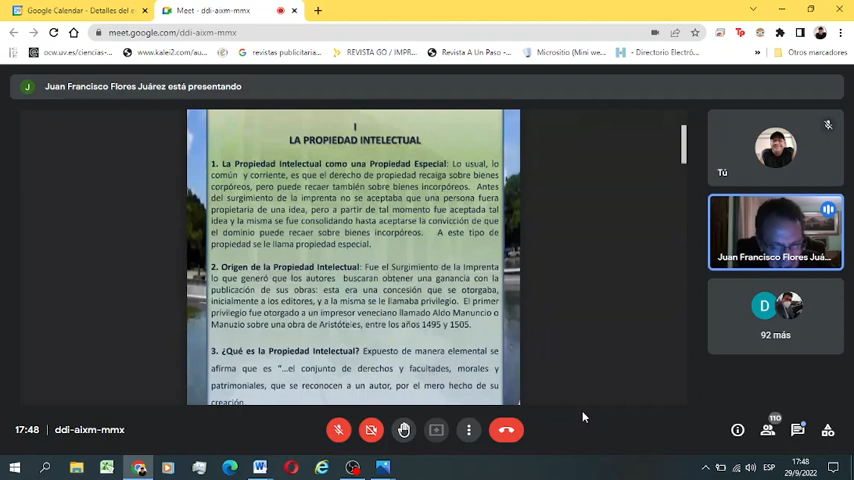 Google Calendar - Detalles del e
Meet - ddi-aixm-mmx
meet.google.com/ddi-aixm-mmx
ocw.uv.es/ciencias-...
www.kalei2.com/au...
revistas publicitaria...
REVISTA GO / IMPR...
Revista A Un Paso -...
Micrositio (Mini we...
- Directorio Electró...
»
Otros marcadores
J
Juan Francisco Flores Juárez está presentando
I
LA PROPIEDAD INTELECTUAL
1. La Propiedad Intelectual como una Propiedad Especial: Lo usual, lo
común y corriente, es que el derecho de propiedad recaiga sobre bienes
corpóreos, pero puede recaer también sobre bienes incorpóreos. Antes
del surgimiento de la imprenta no se aceptaba que una persona fuera
propietaria de una idea, pero a partir de tal momento fue aceptada tal
idea y la misma se fue consolidando hasta aceptarse la convicción de que
el dominio puede recaer sobre bienes incorpóreos. A este tipo de
propiedad se le llama propiedad especial.
2. Origen de la Propiedad Intelectual: Fue el Surgimiento de la Imprenta
lo que generó que los autores buscaran obtener una ganancia con la
publicación de sus obras: esta era una concesión que se otorgaba,
inicialmente a los editores, y a la misma se le llamaba privilegio. El primer
privilegio fue otorgado a un impresor veneciano llamado Aldo Manuncio o
Manuzio sobre una obra de Aristóteles, entre los años 1495 y 1505.
3. ¿Qué es la Propiedad Intelectual? Expuesto de manera elemental se
afirma que es "...el conjunto de derechos y facultades, morales y
patrimoniales, que se reconocen a un autor, por el mero hecho de su
creación.
Tú
Juan Francisco Flores Juá...
D
92 más
17:48
ddi-aixm-mmx
110
ESP
17:48
29/9/2022